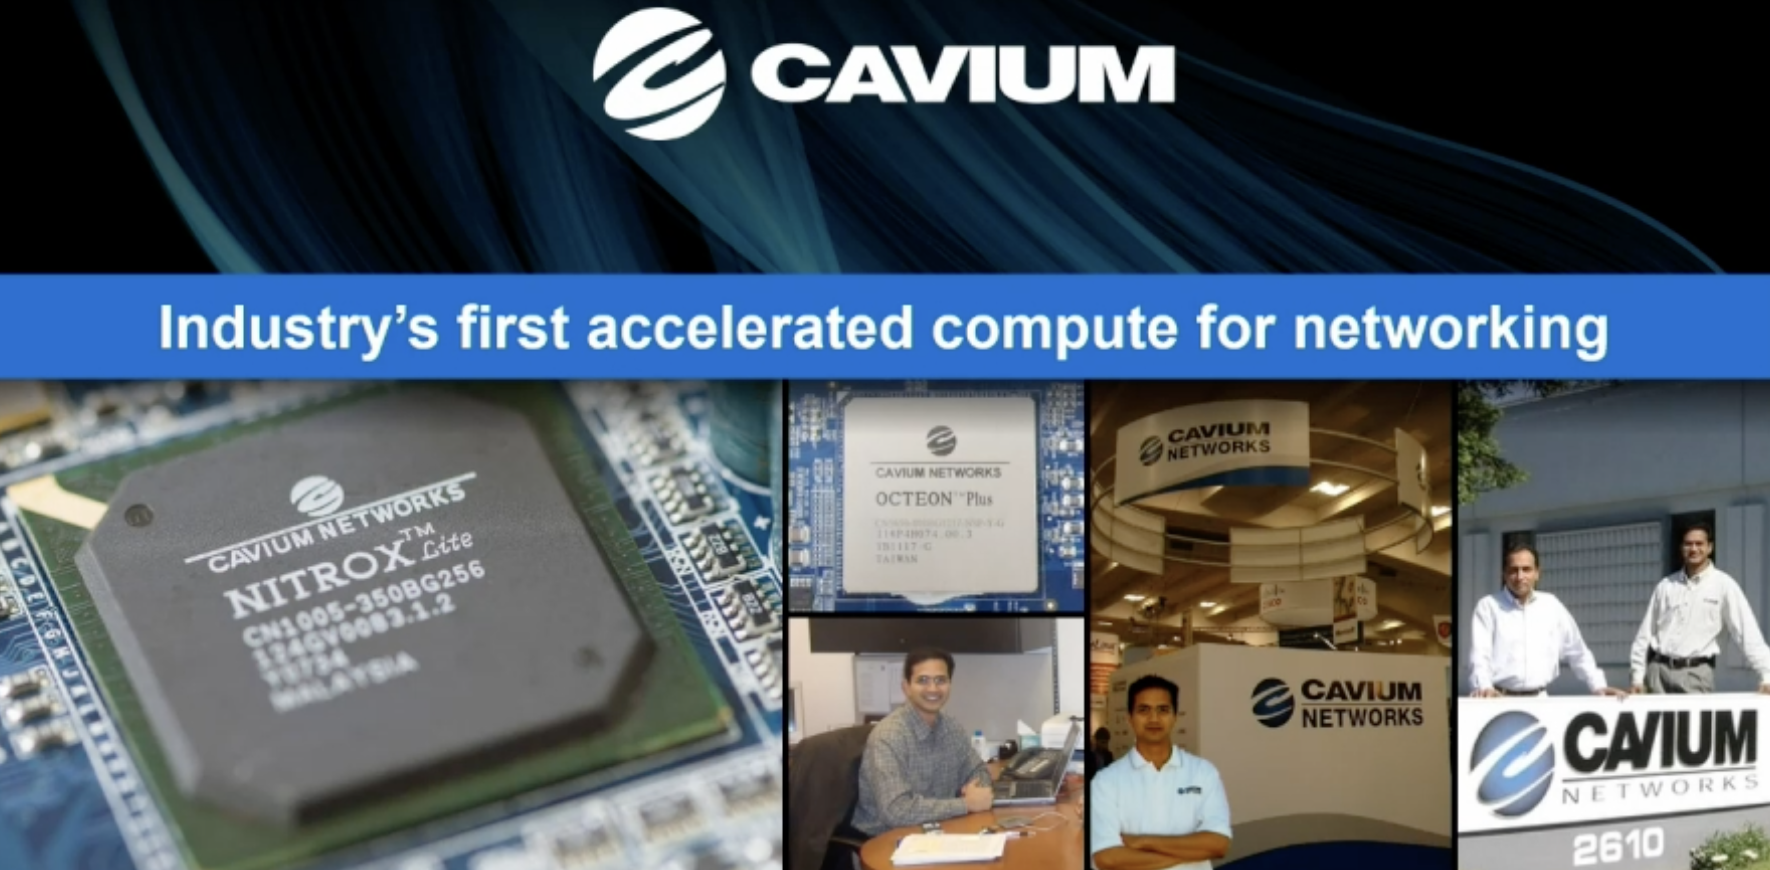 CAVIUM
Industry's first accelerated compute for networking
CAVIUM NETWORKS
NITROX™ Lite
CN1005-350BG256
MALAYSIA
CAVIUM NETWORKS
OCTEON™ Plus
TAIWAN
CAVIUM
NETWORKS
CAVIUM
NETWORKS
CAVIUM
NETWORKS
2610